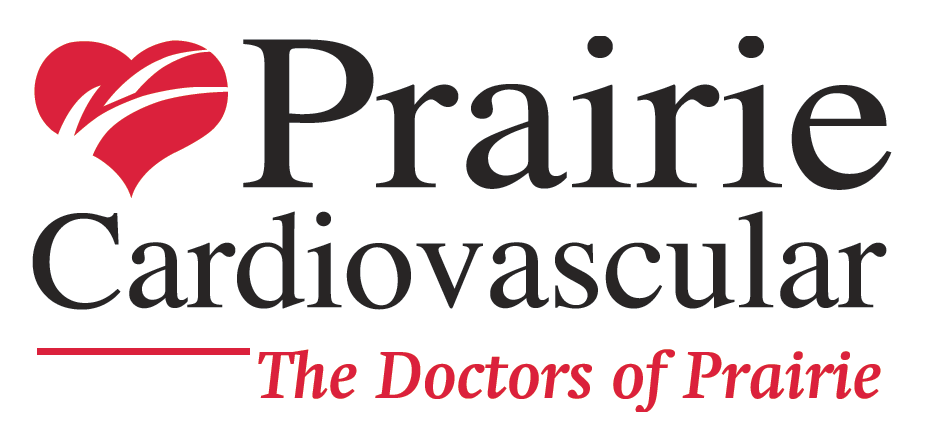 Prairie
Cardiovascular
The Doctors of Prairie